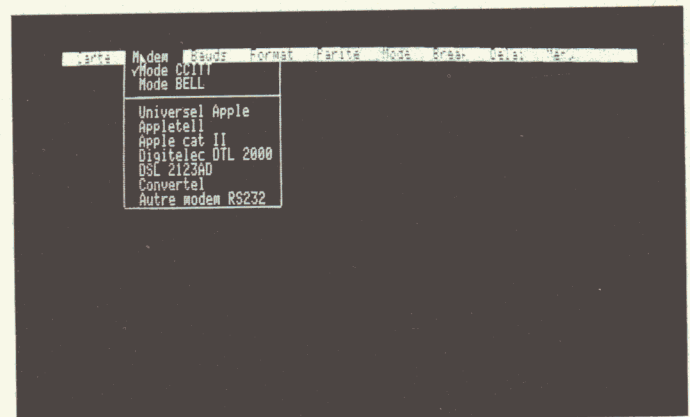 Carte Modem Bauds Format Parite Mode Break Delai
√Mode CCITT
Mode BELL
Universel Apple
Appletell
Apple cat II
Digitelec DTL 2000
DSL 2123AD
Convertel
Autre modem RS232